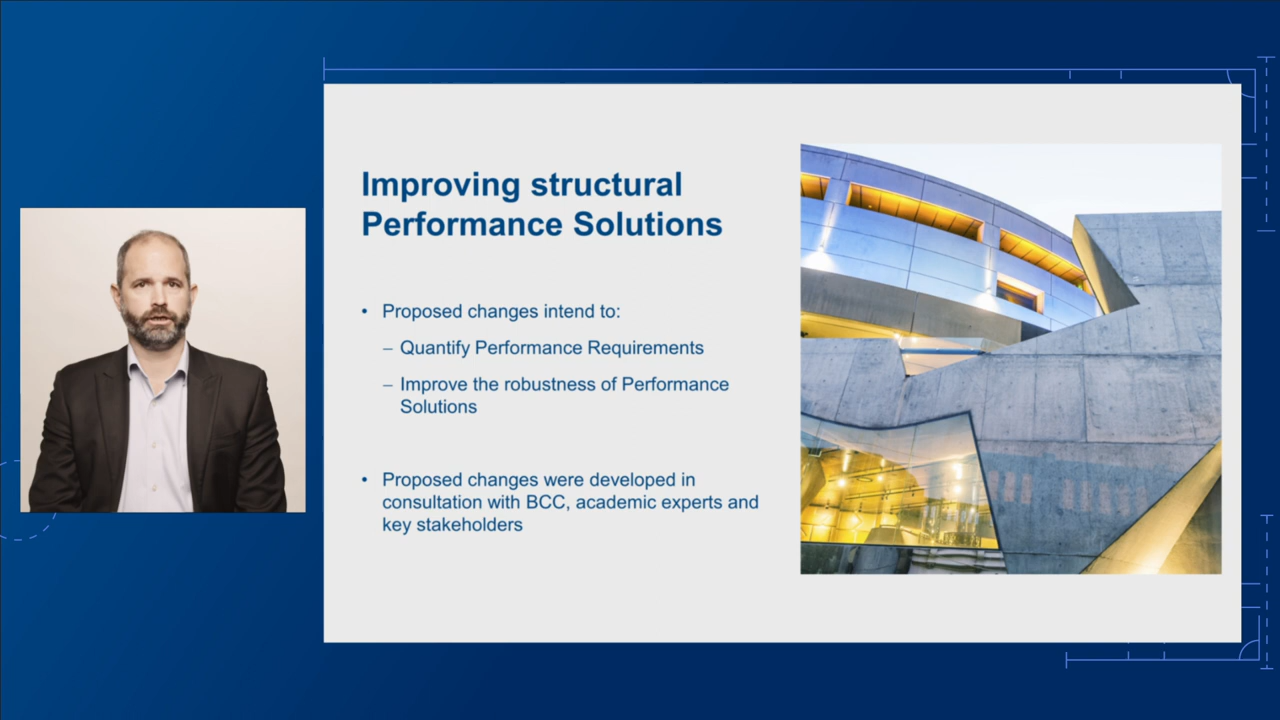 Improving structural
Performance Solutions
• Proposed changes intend to:
– Quantify Performance Requirements
– Improve the robustness of Performance
Solutions
• Proposed changes were developed in
consultation with BCC, academic experts and
key stakeholders